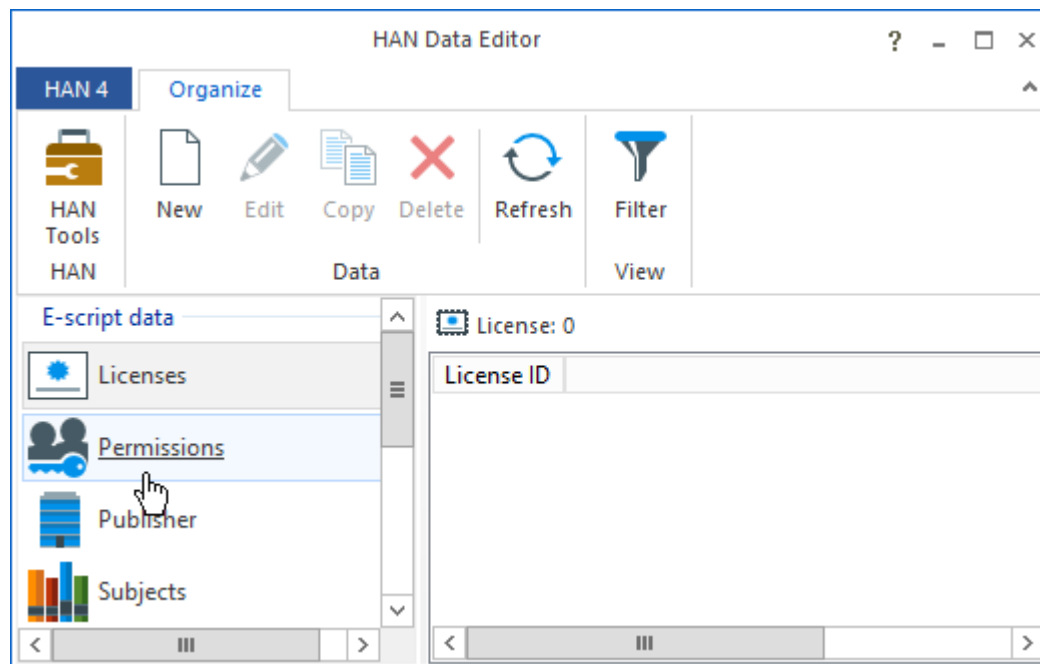 HAN Data Editor
HAN 4 Organize
HAN Tools New Edit Copy Delete Refresh Filter
HAN Data View
E-script data
License: 0
Licenses
License ID
Permissions
Publisher
Subjects